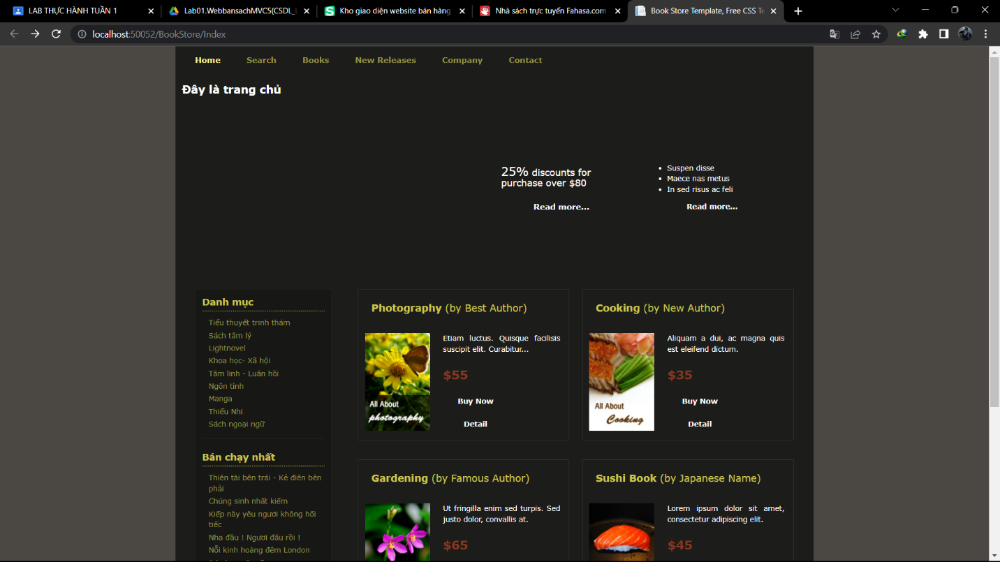 LAB THỰC HÀNH TUẦN 1
Lab01.WebbansachMVC5(CSDL_
Kho giao diện website bán hàng
Nhà sách trực tuyến Fahasa.com
Book Store Template, Free CSS Te
localhost:50052/BookStore/Index
Home Search Books New Releases Company Contact
Đây là trang chủ
25% discounts for
purchase over $80
Read more...
Suspen disse
Maece nas metus
In sed risus ac feli
Read more...
Danh mục
Tiểu thuyết trinh thám
Sách tâm lý
Lightnovel
Khoa học- Xã hội
Tâm linh - Luân hồi
Ngôn tình
Manga
Thiếu Nhi
Sách ngoại ngữ
Bán chạy nhất
Thiên tài bên trái - Kẻ điên bên
phải
Chúng sinh nhất kiếm
Kiếp này yêu ngươi không hối
tiếc
Nha đầu ! Ngươi đâu rồi !
Nỗi kinh hoàng đêm London
Photography (by Best Author)
All About
photography
Etiam luctus. Quisque facilisis
suscipit elit. Curabitur...
$55
Buy Now
Detail
Cooking (by New Author)
All About
Cooking
Aliquam a dui, ac magna quis
est eleifend dictum.
$35
Buy Now
Detail
Gardening (by Famous Author)
Ut fringilla enim sed turpis. Sed
justo dolor, convallis at.
$65
Sushi Book (by Japanese Name)
Lorem ipsum dolor sit amet,
consectetur adipiscing elit.
$45